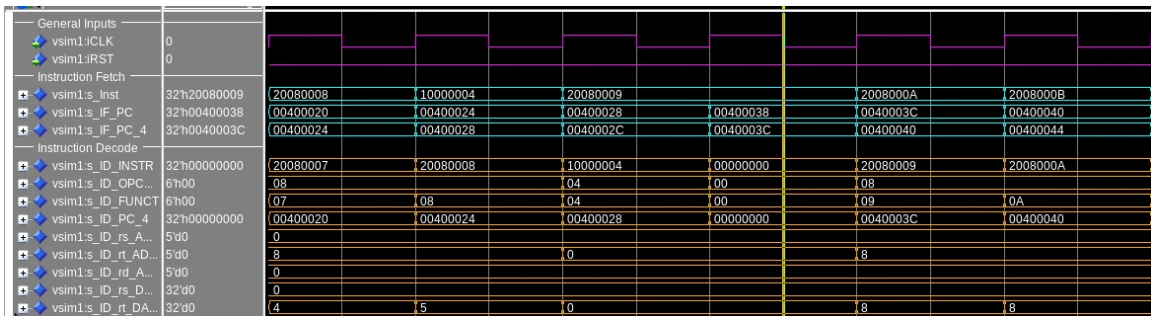 General Inputs
vsim1:iCLK 0
vsim1:iRST 0
Instruction Fetch
vsim1:s_Inst 32'h20080009 20080008 10000004 20080009 2008000A 2008000B
vsim1:s_IF_PC 32'h00400038 00400020 00400024 00400028 00400038 0040003C 00400040
vsim1:s_IF_PC_4 32'h0040003C 00400024 00400028 0040002C 0040003C 00400040 00400044
Instruction Decode
vsim1:s_ID_INSTR 32'h00000000 20080007 20080008 10000004 00000000 20080009 2008000A
vsim1:s_ID_OPC... 6'h00 08 04 00 08
vsim1:s_ID_FUNCT 6'h00 07 08 04 00 09 0A
vsim1:s_ID_PC_4 32'h00000000 00400020 00400024 00400028 00000000 0040003C 00400040
vsim1:s_ID_rs_A... 5'd0 0
vsim1:s_ID_rt_AD... 5'd0 8 0 8
vsim1:s_ID_rd_A... 5'd0 0
vsim1:s_ID_rs_D... 32'd0 0
vsim1:s_ID_rt_DA... 32'd0 4 5 0 8 8